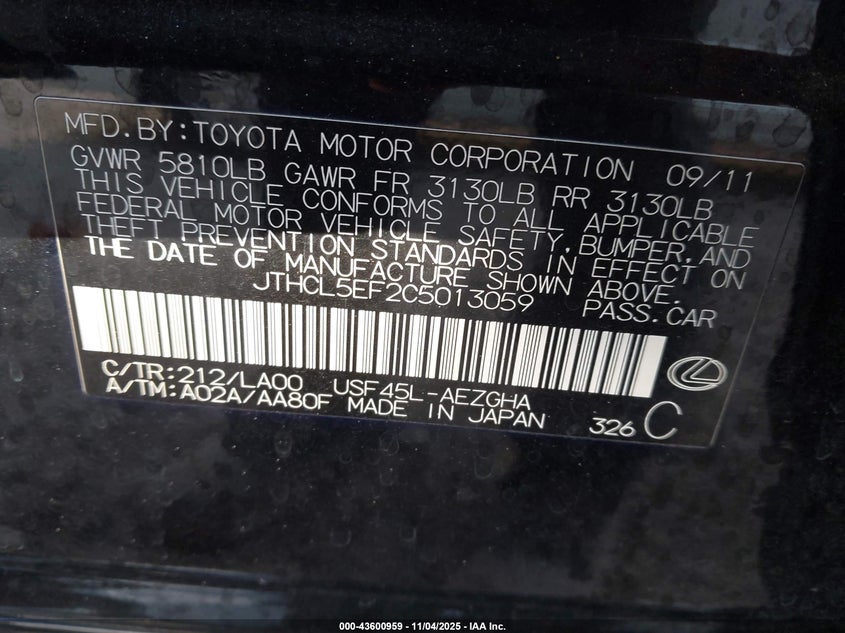 MFD.BY:TOYOTA MOTOR CORPORATION 09/11
GVWR 5810LB GAWR FR 3130LB RR 3130LB
THIS VEHICLE CONFORMS TO ALL APPLICABLE
FEDERAL MOTOR VEHICLE SAFETY,BUMPER,AND
THEFT PREVENTION STANDARDS IN EFFECT ON
THE DATE OF MANUFACTURE SHOWN ABOVE.
JTHCL5EF2C5013059 PASS.CAR
C/TR:212/LA00 USF45L-AEZGHA
A/TM:A02A/AA80F MADE IN JAPAN 326 C
000-43600959 - 11/04/2025 - IAA Inc.